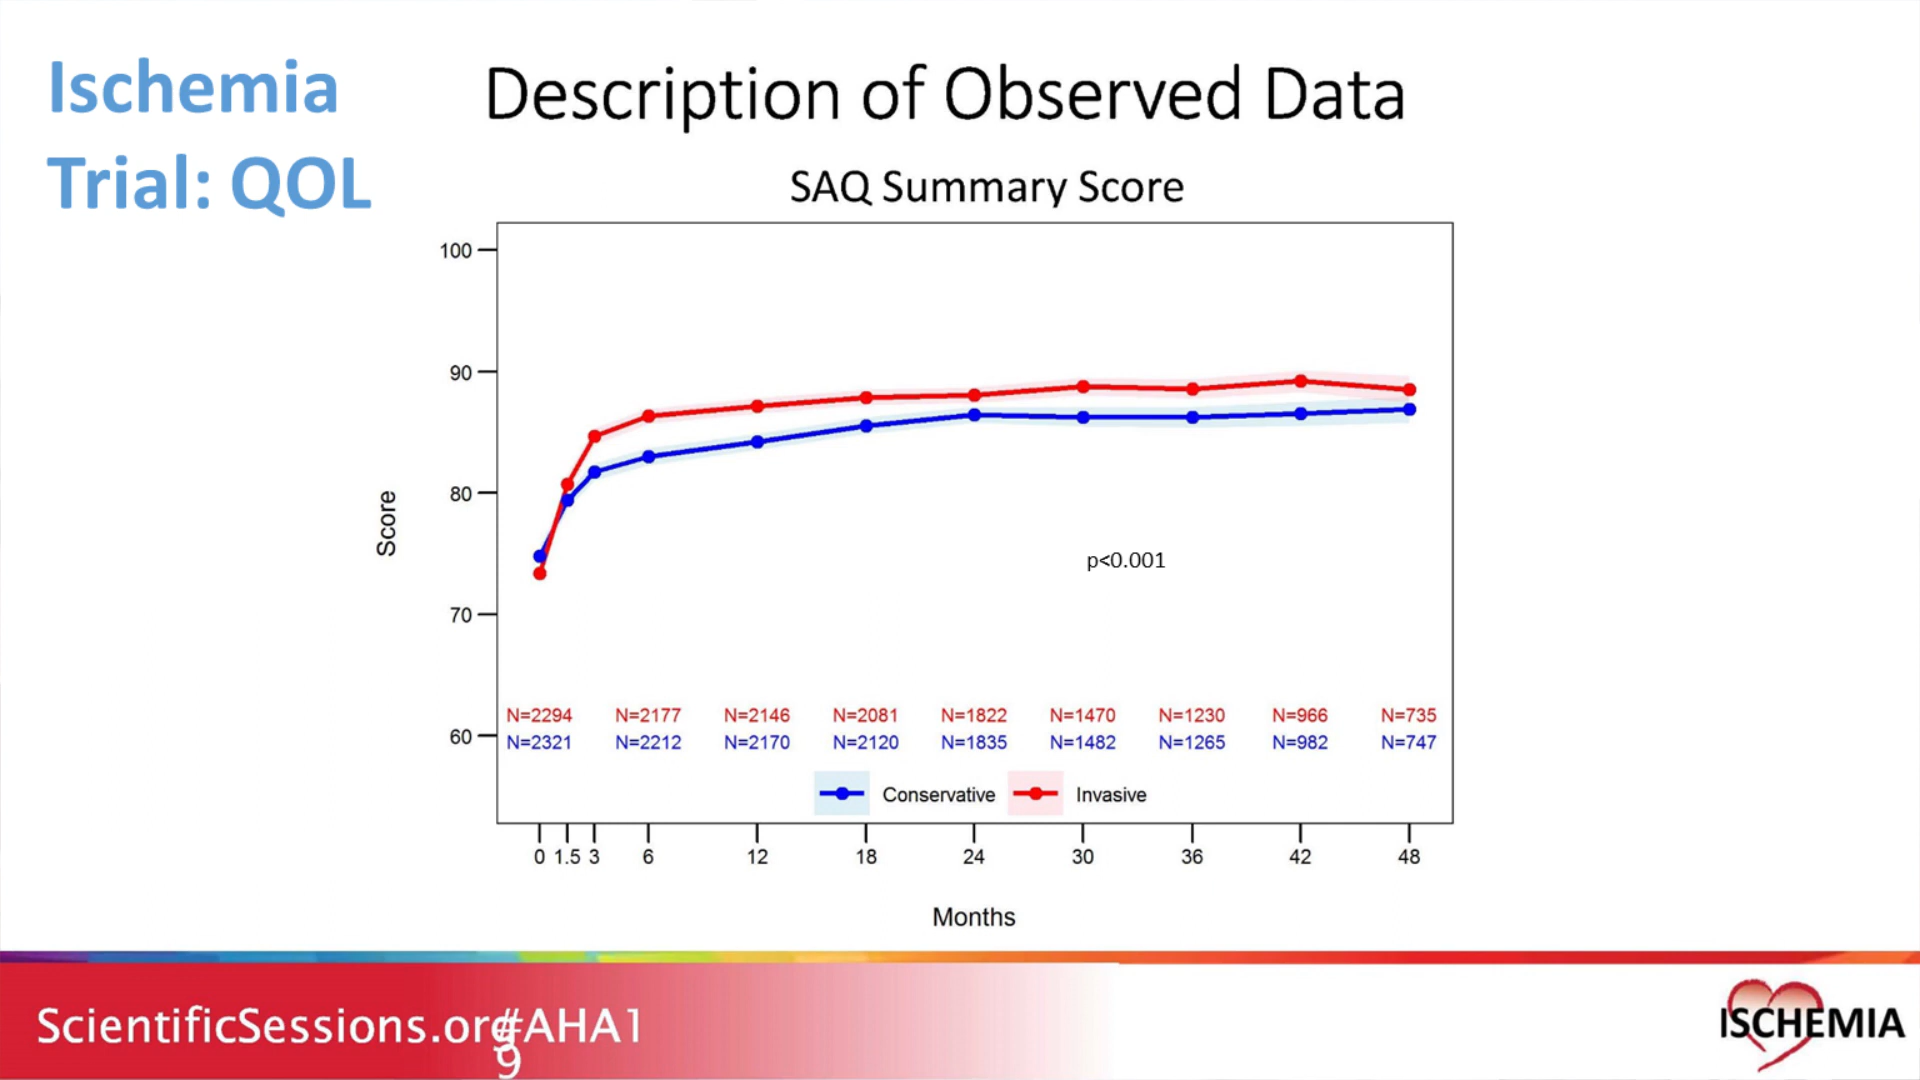 Ischemia
Trial: QOL
Description of Observed Data
SAQ Summary Score
100
90
80
70
60
Score
p<0.001
N=2294 N=2177 N=2146 N=2081 N=1822 N=1470 N=1230 N=966 N=735
N=2321 N=2212 N=2170 N=2120 N=1835 N=1482 N=1265 N=982 N=747
Conservative Invasive
0 1.5 3 6 12 18 24 30 36 42 48
Months
ScientificSessions.org #AHA1
9
ISCHEMIA